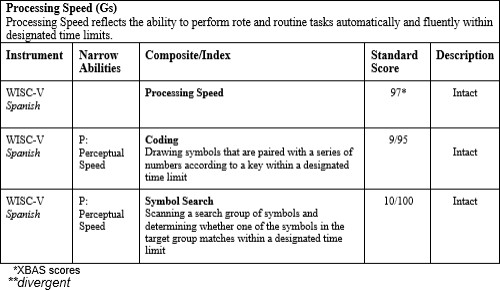 Processing Speed (Gs)
Processing Speed reflects the ability to perform rote and routine tasks automatically and fluently within
designated time limits.
Instrument Narrow Abilities Composite/Index Standard Score Description
WISC-V Spanish Processing Speed 97* Intact
WISC-V Spanish P: Perceptual Speed Coding 9/95 Intact
Drawing symbols that are paired with a series of
numbers according to a key within a designated
time limit
WISC-V Spanish P: Perceptual Speed Symbol Search 10/100 Intact
Scanning a search group of symbols and
determining whether one of the symbols in the
target group matches within a designated time
limit
*XBAS scores
**divergent